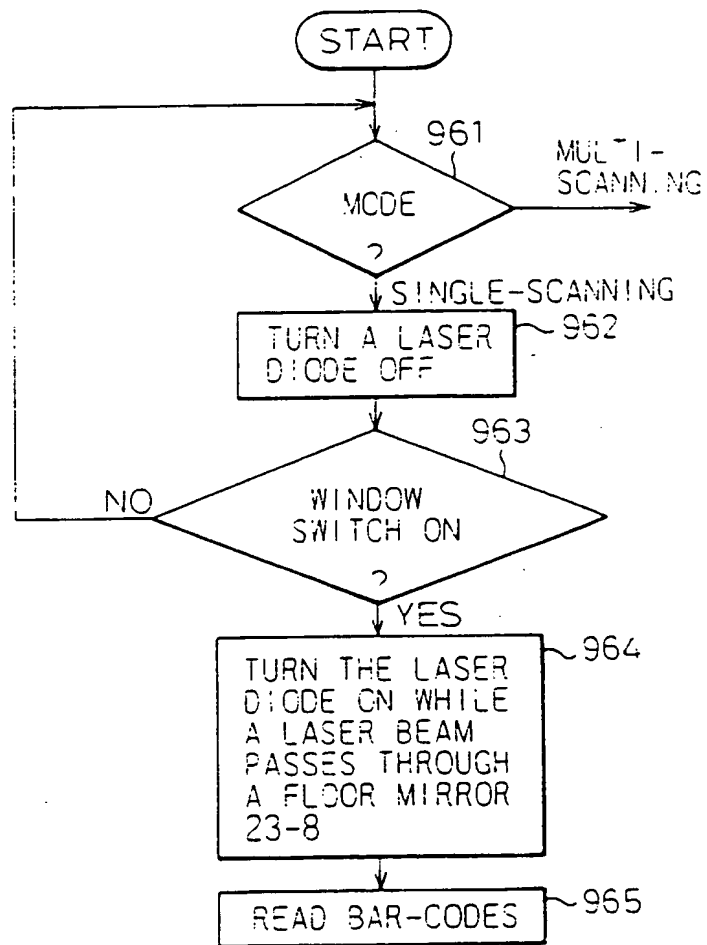 START
961
MULTI-
SCANNING
MODE
?
SINGLE-SCANNING
962
TURN A LASER
DIODE OFF
963
NO
WINDOW
SWITCH ON
?
YES
964
TURN THE LASER
DIODE ON WHILE
A LASER BEAM
PASSES THROUGH
A FLOOR MIRROR
23-8
965
READ BAR-CODES